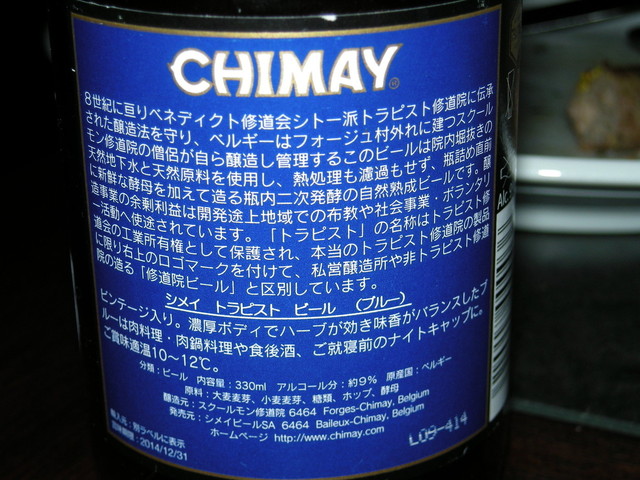 CHIMAY
8世紀に亘りベネディクト修道会シトー派トラピスト修道院に伝承
された醸造法を守り、ベルギーはフォージュ村外れに建つスクール
モン修道院の僧侶が自ら醸造し管理するこのビールは院内堀抜きの
天然地下水と天然原料を使用し、熱処理も濾過もせず、瓶詰め直前
に新鮮な酵母を加えて造る瓶内二次発酵の自然熟成ビールです。醸
造事業の余剰利益は開発途上地域での布教や社会事業・ボランタリ
ー活動へ使途されています。「トラピスト」の名称はトラピスト修
道会の工業所有権として保護され、本当のトラピスト修道院の製品
に限り右上のロゴマークを付けて、私営醸造所や非トラピスト修道
院の造る「修道院ビール」と区別しています。
シメイ トラピスト ビール (ブルー)
ビンテージ入り。濃厚ボディでハーブが効き味香がバランスしたブ
ルーは肉料理・肉鍋料理や食後酒、ご就寝前のナイトキャップに。
ご賞味適温10〜12℃。
分類:ビール 内容量:330ml アルコール分:約9% 原産国:ベルギー
原料:大麦麦芽、小麦麦芽、糖類、ホップ、酵母
醸造元:スクールモン修道院 6464 Forges-Chimay, Belgium
発売元:シメイビールSA 6464 Baileux-Chimay, Belgium
ホームページ http://www.chimay.com
輸入元:別ラベルに表示
賞味期限:2014/12/31
L09-414
Alc.